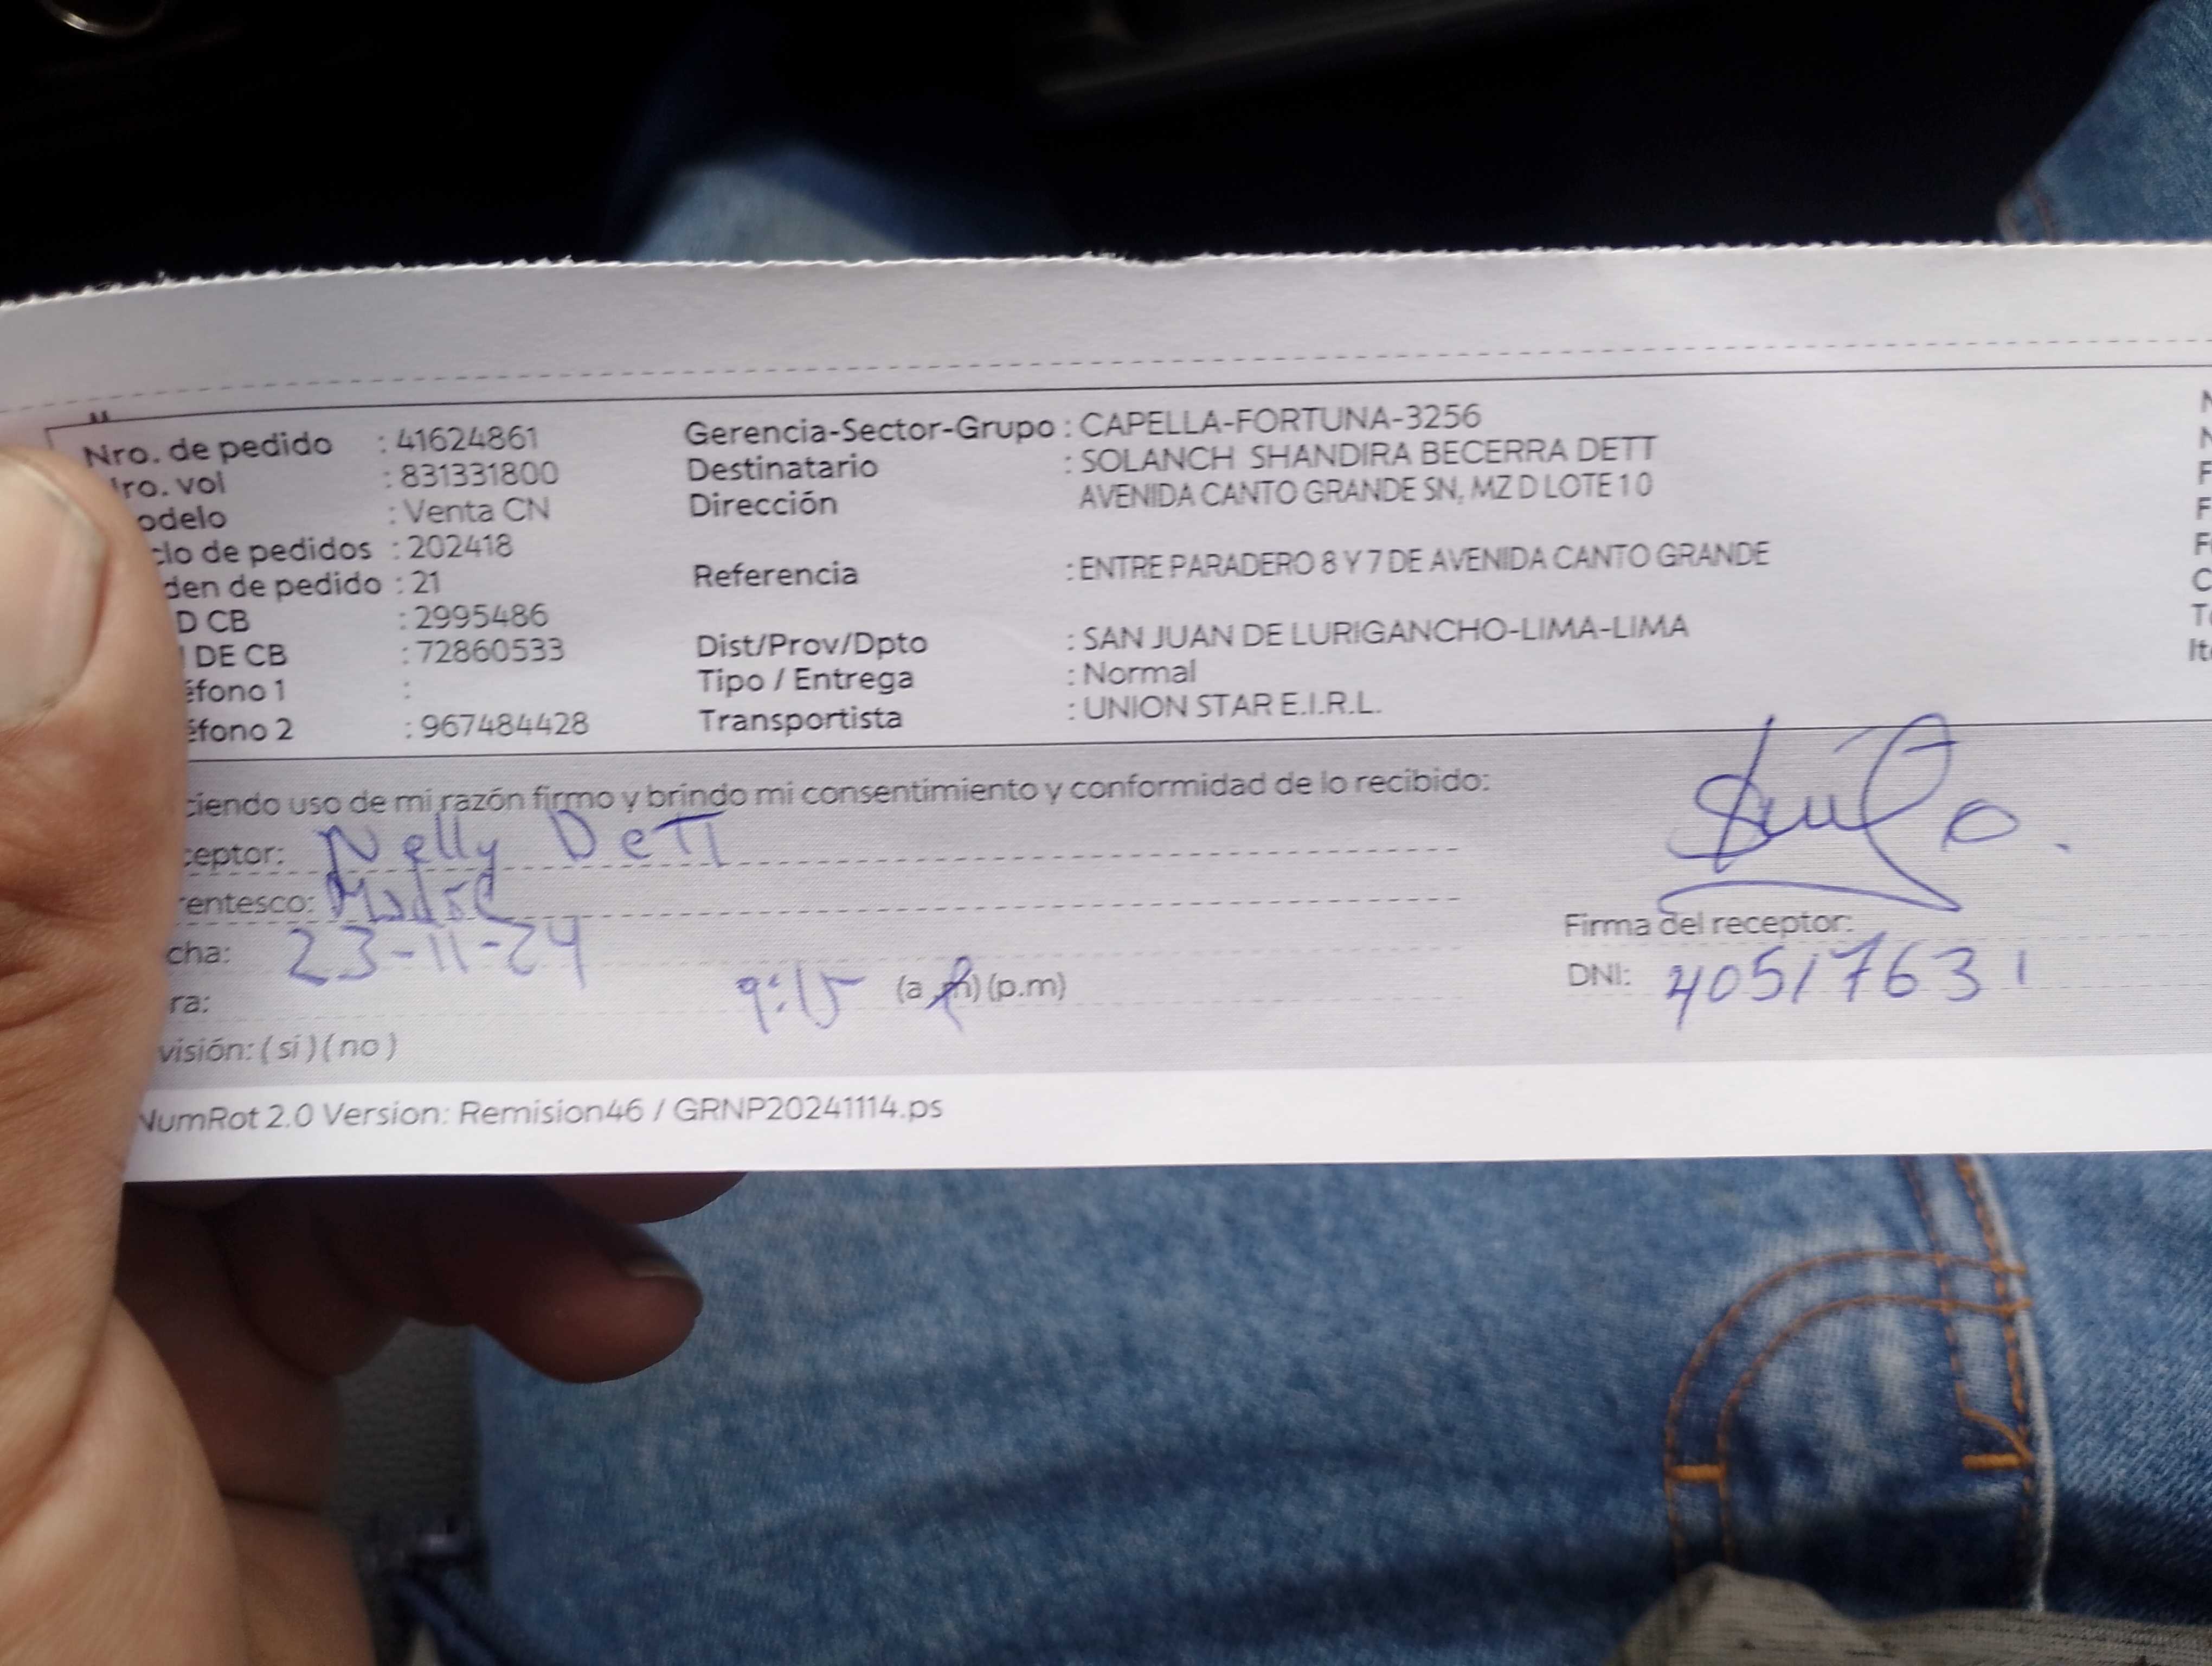 Nro. de pedido : 41624861 Gerencia-Sector-Grupo : CAPELLA-FORTUNA-3256
ro. vol : 831331800 Destinatario : SOLANCH SHANDIRA BECERRA DETT
odelo : Venta CN Dirección AVENIDA CANTO GRANDE SN, MZ D LOTE 10
clo de pedidos : 202418
den de pedido : 21 Referencia : ENTRE PARADERO 8 Y 7 DE AVENIDA CANTO GRANDE
D CB : 2995486
DE CB : 72860533 Dist/Prov/Dpto : SAN JUAN DE LURIGANCHO-LIMA-LIMA
éfono 1 : Tipo / Entrega : Normal
éfono 2 : 967484428 Transportista : UNION STAR E.I.R.L.
ciendo uso de mi razón firmo y brindo mi consentimiento y conformidad de lo recibido:
ceptor: Nelly DeTT
rentesco: Madre
Firma del receptor:
cha: 23-11-24
DNI: 40517631
ra: 9:15 (a.m)(p.m)
visión: (si)(no)
NumRot 2.0 Version: Remision46 / GRNP20241114.ps